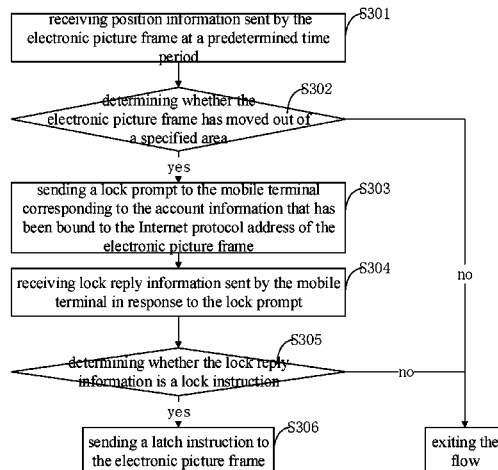 receiving position information sent by the
electronic picture frame at a predetermined time
period
S301
determining whether the
electronic picture frame has moved out of
a specified area
S302
yes
sending a lock prompt to the mobile terminal
corresponding to the account information that has
been bound to the Internet protocol address of the
electronic picture frame
S303
receiving lock reply information sent by the mobile
terminal in response to the lock prompt
S304
no
determining whether the lock reply
information is a lock instruction
S305
no
yes
sending a latch instruction to
the electronic picture frame
S306
exiting the
flow